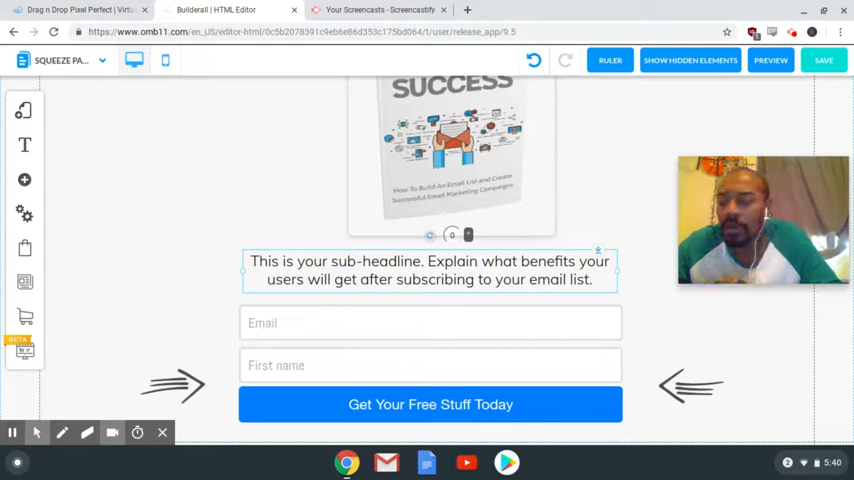 Drag n Drop Pixel Perfect | Virtu
Builderall | HTML Editor
Your Screencasts - Screencastify
https://www.omb11.com/en_US/editor-html/0c5b2078391c9eb6e86d353c175bd064/t/user/release_app/9.5
SQUEEZE PA...
RULER
SHOW HIDDEN ELEMENTS
PREVIEW
SAVE
SUCCESS
How To Build An Email List and Create
Successful Email Marketing Campaigns
0
This is your sub-headline. Explain what benefits your
users will get after subscribing to your email list.
Email
First name
BETA
Get Your Free Stuff Today
2
5:40